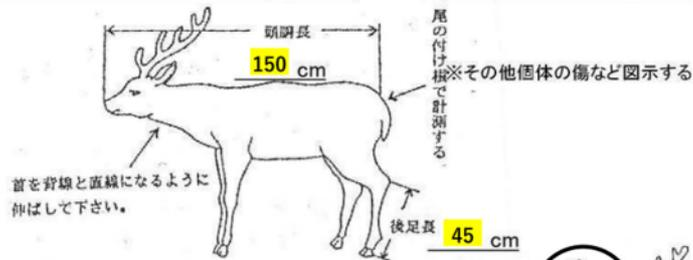 頭胴長
150 cm
尾の付け根で計測する
※その他個体の傷など図示する
首を背線と直線になるように
伸ばして下さい。
後足長 45 cm